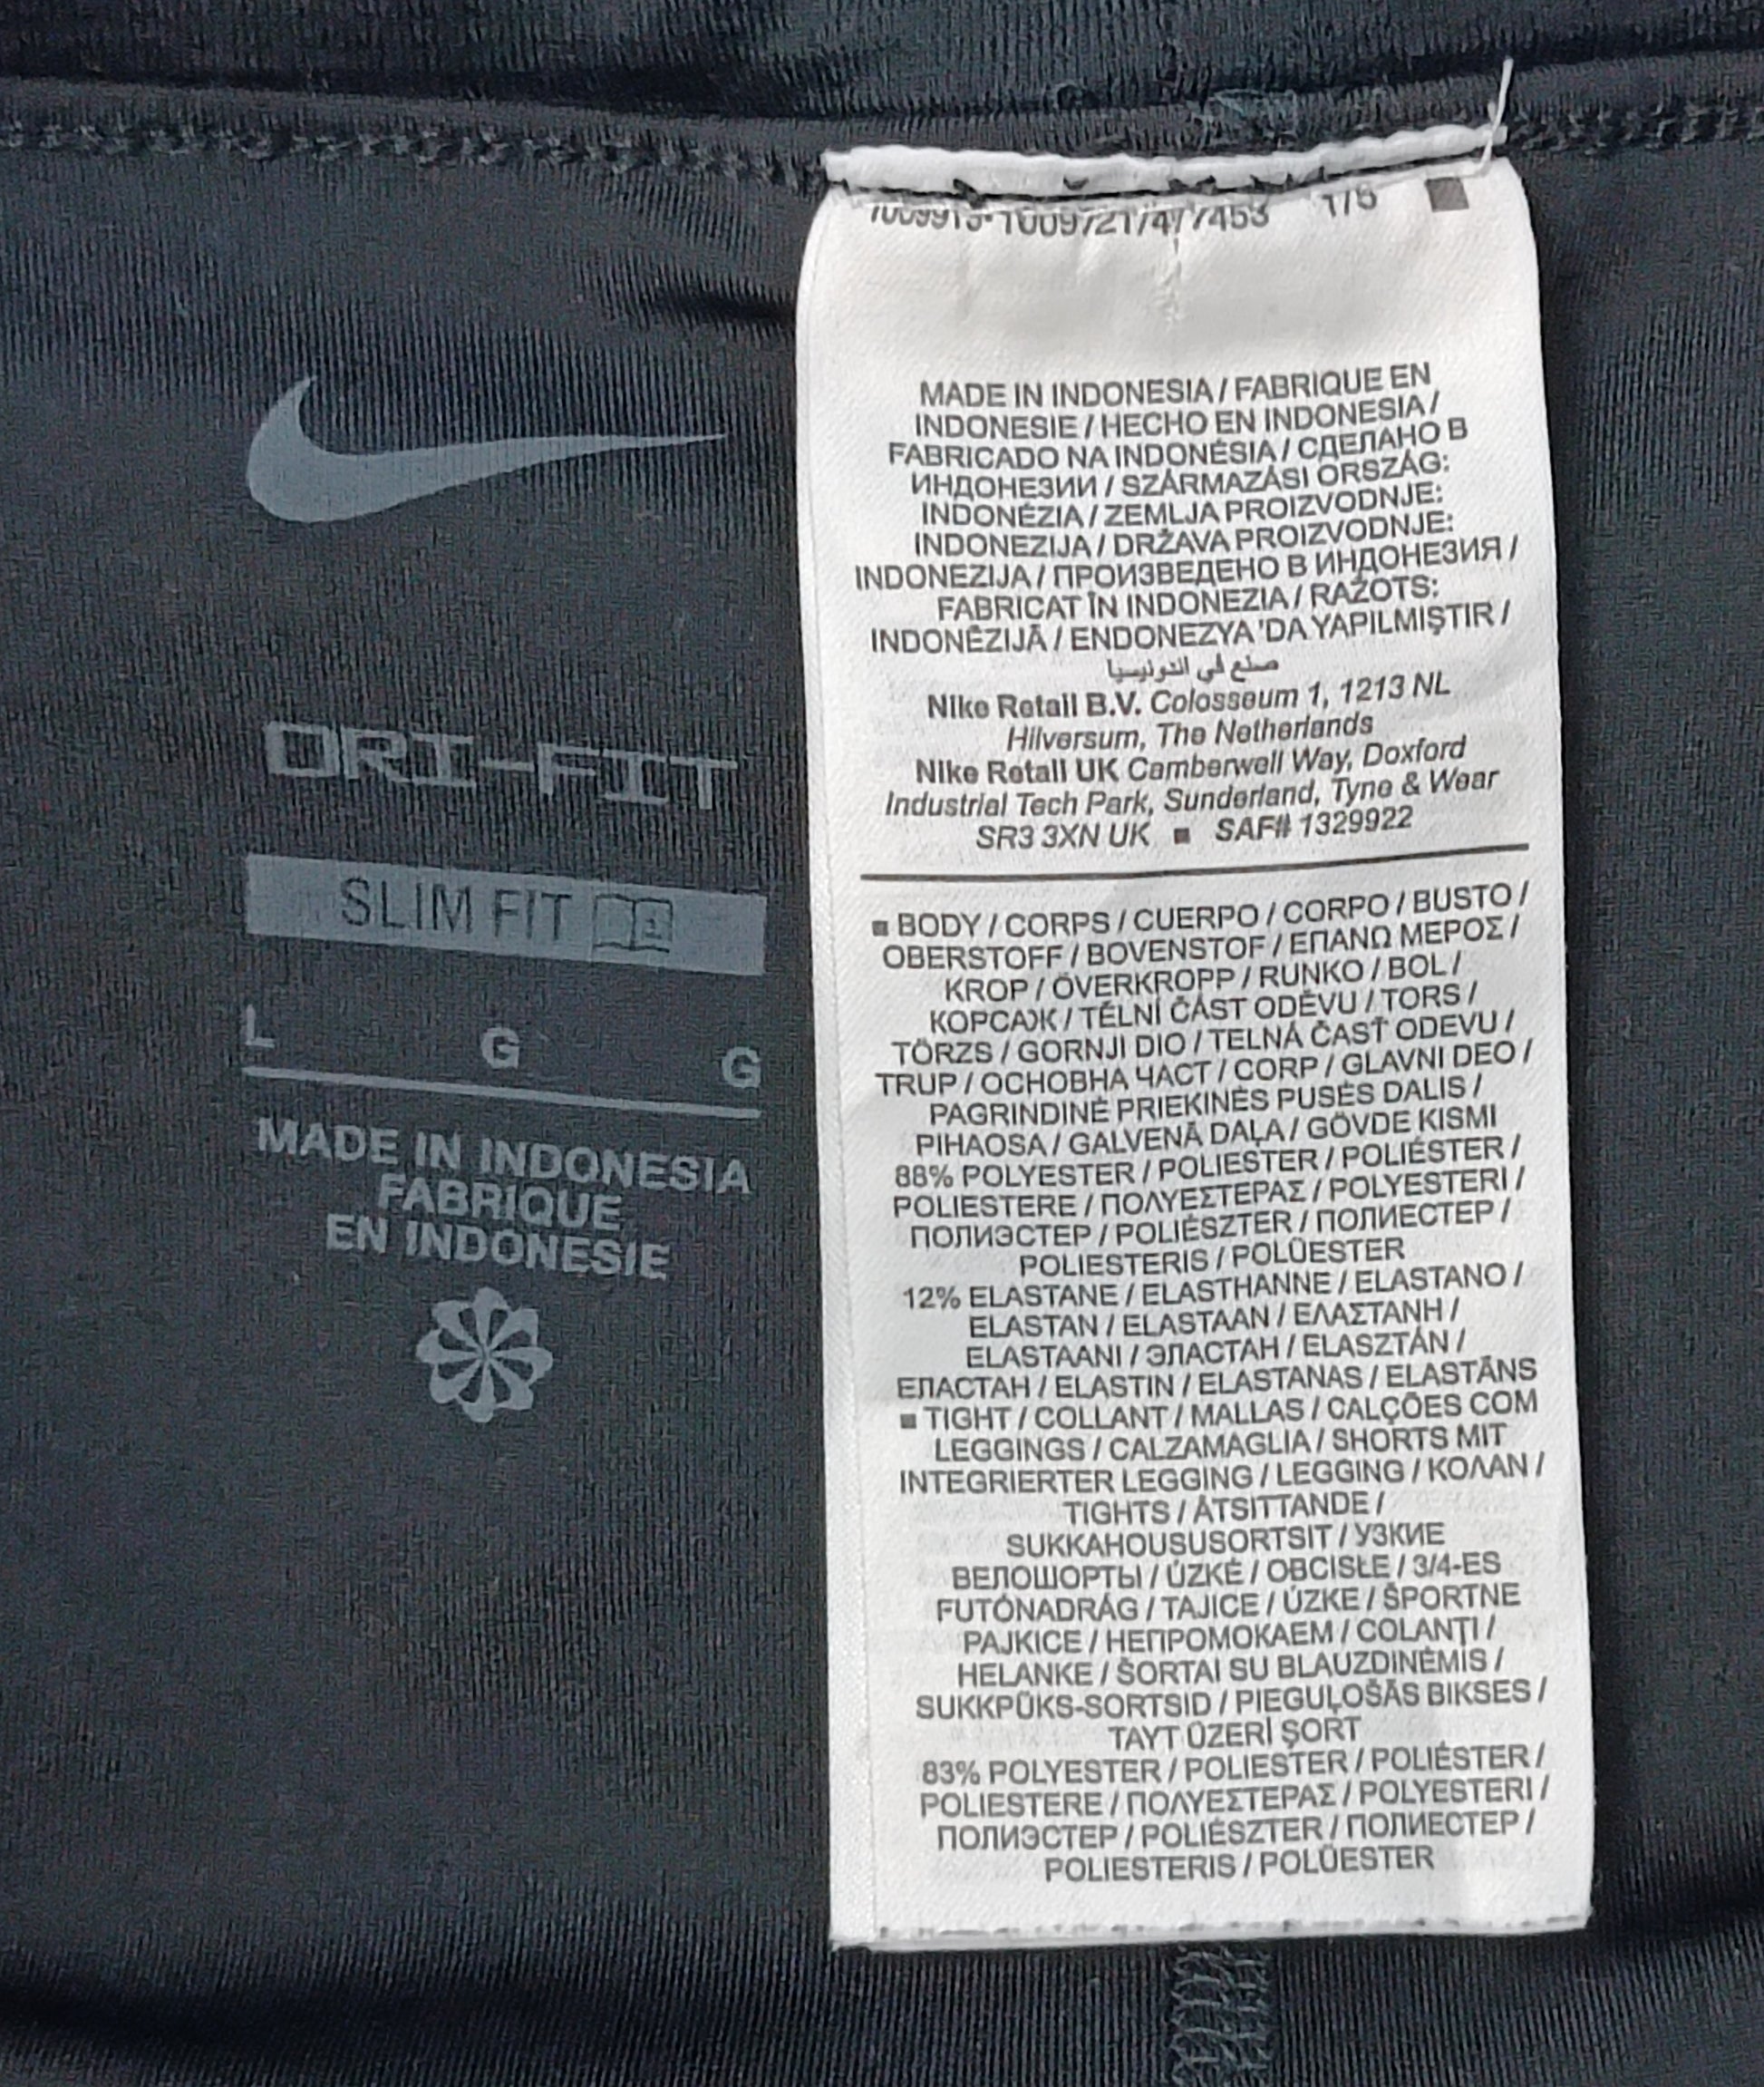 DRI-FIT
SLIM FIT 1
L G G
MADE IN INDONESIA
FABRIQUE
EN INDONESIE
1/5
MADE IN INDONESIA / FABRIQUE EN
INDONESIE / HECHO EN INDONESIA /
FABRICADO NA INDONÉSIA / СДЕЛАНО В
ИНДОНЕЗИИ / SZÁRMAZÁSI ORSZÁG:
INDONÉZIA / ZEMLJA PROIZVODNJE:
INDONEZIJA / DRŽAVA PROIZVODNJE:
INDONEZIJA / ПРОИЗВЕДЕНО В ИНДОНЕЗИЯ /
FABRICAT ÎN INDONEZIA / RAŽOTS:
INDONĒZIJĀ / ENDONEZYA 'DA YAPILMIŞTIR /
صنع في اندونيسيا
Nike Retail B.V. Colosseum 1, 1213 NL
Hilversum, The Netherlands
Nike Retail UK Camberwell Way, Doxford
Industrial Tech Park, Sunderland, Tyne & Wear
SR3 3XN UK ■ SAF# 1329922
■ BODY / CORPS / CUERPO / CORPO / BUSTO /
OBERSTOFF / BOVENSTOF / ΕΠΑΝΩ ΜΕΡΟΣ /
KROP / ÖVERKROPP / RUNKO / BOL /
КОРСАЖ / TĚLNÍ ČÁST ODĚVU / TORS /
TÖRZS / GORNJI DIO / TELNÁ ČASŤ ODEVU /
TRUP / ОСНОВНА ЧАСТ / CORP / GLAVNI DEO /
PAGRINDINĖ PRIEKINĖS PUSĖS DALIS /
PIHAOSA / GALVENĀ DAĻA / GÖVDE KISMI
88% POLYESTER / POLIESTER / POLIÉSTER /
POLIESTERE / ΠΟΛΥΕΣΤΕΡΑΣ / POLYESTERI /
ПОЛИЭСТЕР / POLIÉSZTER / ПОЛИЕСТЕР /
POLIESTERIS / POLÜESTER
12% ELASTANE / ELASTHANNE / ELASTANO /
ELASTAN / ELASTAAN / ΕΛΑΣΤΑΝΗ /
ELASTAANI / ЭЛАСТАН / ELASZTÁN /
ЕЛАСТАН / ELASTIN / ELASTANAS / ELASTĀNS
■ TIGHT / COLLANT / MALLAS / CALÇÕES COM
LEGGINGS / CALZAMAGLIA / SHORTS MIT
INTEGRIERTER LEGGING / LEGGING / ΚΟΛΑΝ /
TIGHTS / ÅTSITTANDE /
SUKKAHOUSUSORTSIT / УЗКИЕ
ВЕЛОШОРТЫ / ÚZKÉ / OBCISŁE / 3/4-ES
FUTÓNADRÁG / TAJICE / ÚZKE / ŠPORTNE
PAJKICE / НЕПРОМОКАЕМ / COLANȚI /
HELANKE / ŠORTAI SU BLAUZDINĖMIS /
SUKKPÜKS-SORTSID / PIEGUĻOŠĀS BIKSES /
TAYT ÜZERİ ŞORT
83% POLYESTER / POLIESTER / POLIÉSTER /
POLIESTERE / ΠΟΛΥΕΣΤΕΡΑΣ / POLYESTERI /
ПОЛИЭСТЕР / POLIÉSZTER / ПОЛИЕСТЕР /
POLIESTERIS / POLÜESTER